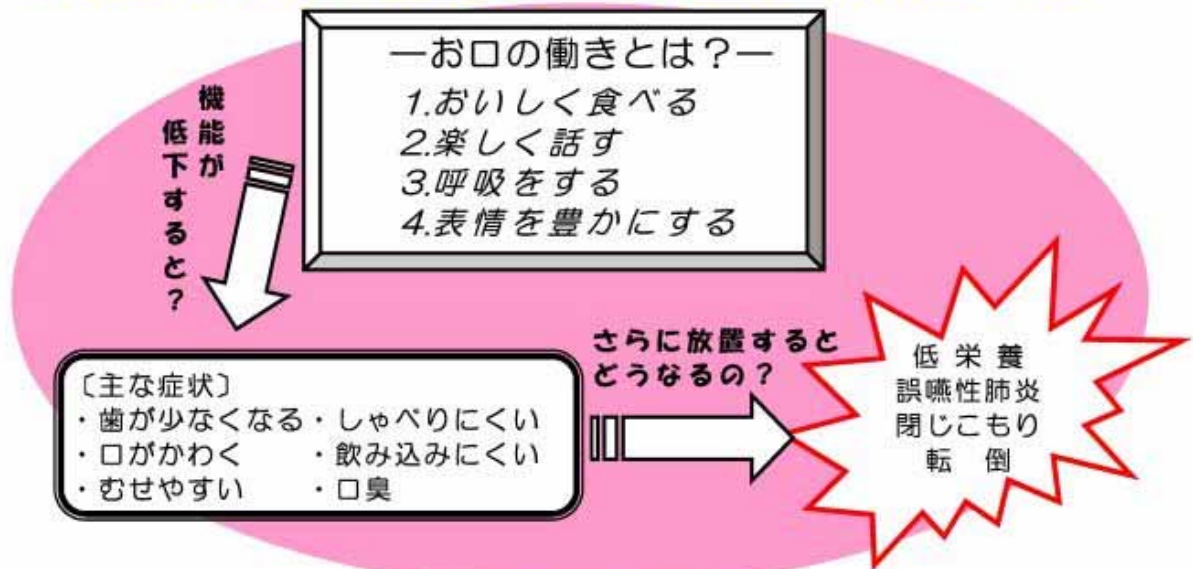 ―お口の働きとは？―
1.おいしく食べる
2.楽しく話す
3.呼吸をする
4.表情を豊かにする
機能が
低下すると？
〔主な症状〕
・歯が少なくなる・しゃべりにくい
・口がかわく　　・飲み込みにくい
・むせやすい　　・口臭
さらに放置すると
どうなるの？
低 栄 養
誤嚥性肺炎
閉じこもり
転　倒